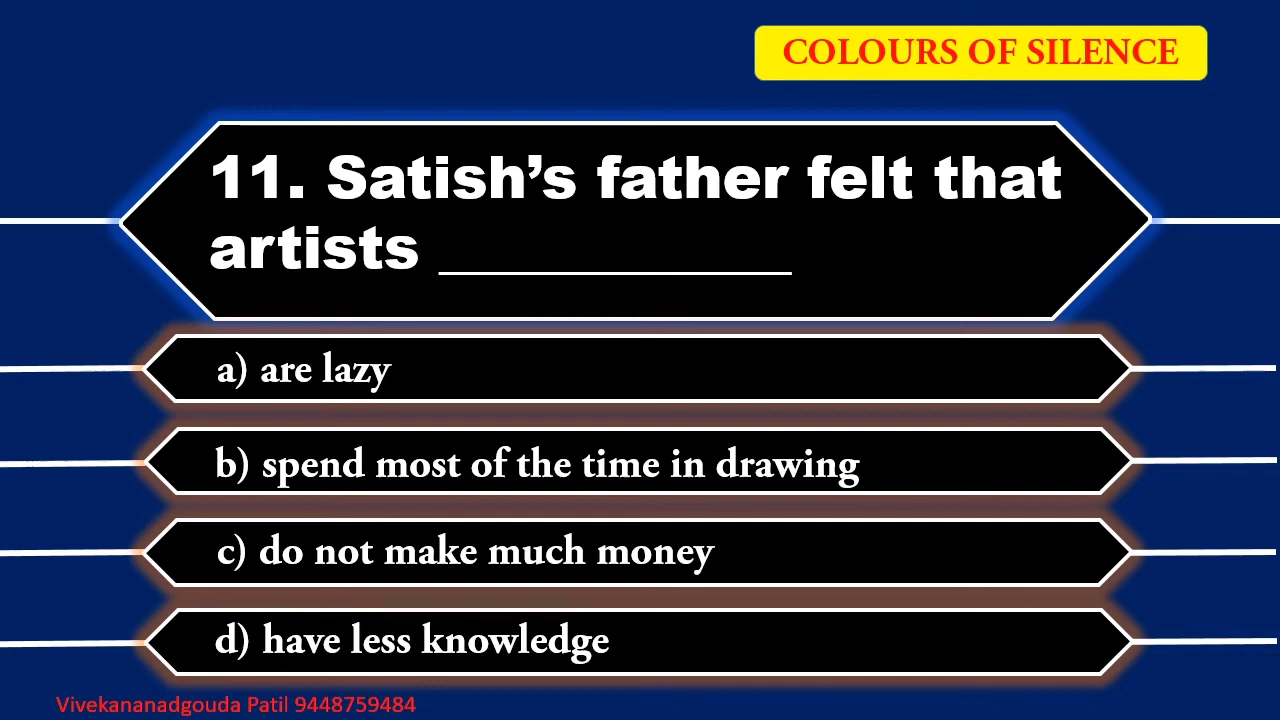 COLOURS OF SILENCE
11. Satish’s father felt that
artists ___________
a) are lazy
b) spend most of the time in drawing
c) do not make much money
d) have less knowledge
Vivekananadgouda Patil 9448759484